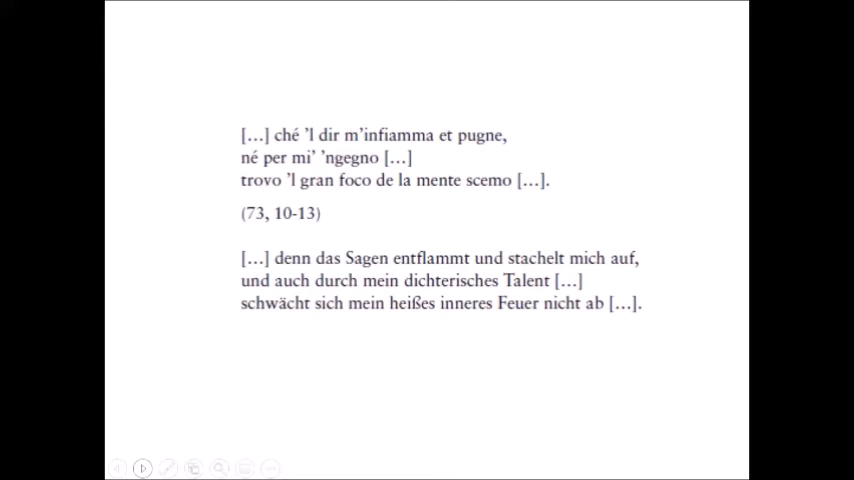 […] ché ’l dir m’infiamma et pugne,
né per mi’ ’ngegno […]
trovo ’l gran foco de la mente scemo […].
(73, 10-13)
[…] denn das Sagen entflammt und stachelt mich auf,
und auch durch mein dichterisches Talent […]
schwächt sich mein heißes inneres Feuer nicht ab […].